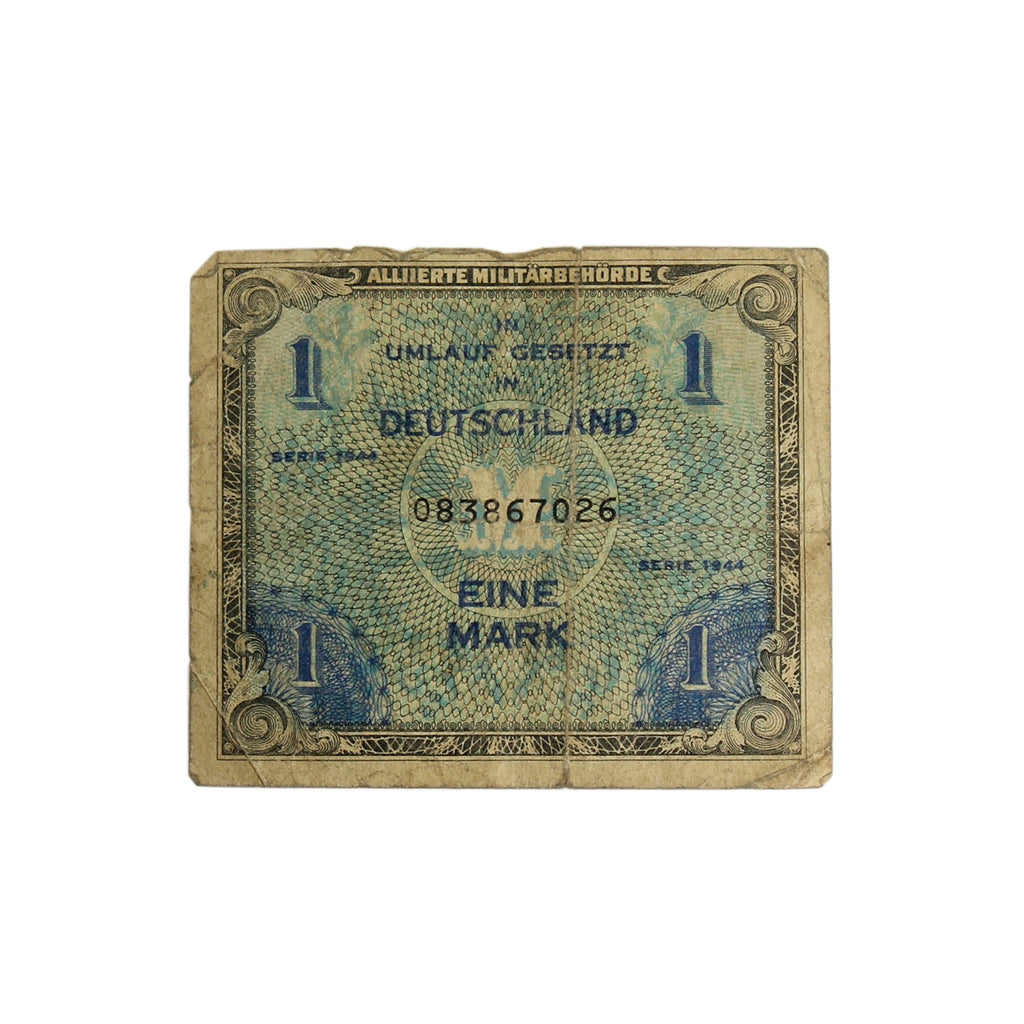 ALLIIERTE MILITÄRBEHÖRDE
IN
1 UMLAUF GESETZT 1
IN
DEUTSCHLAND
SERIE 1944
M
083867026
SERIE 1944
EINE
1 MARK 1